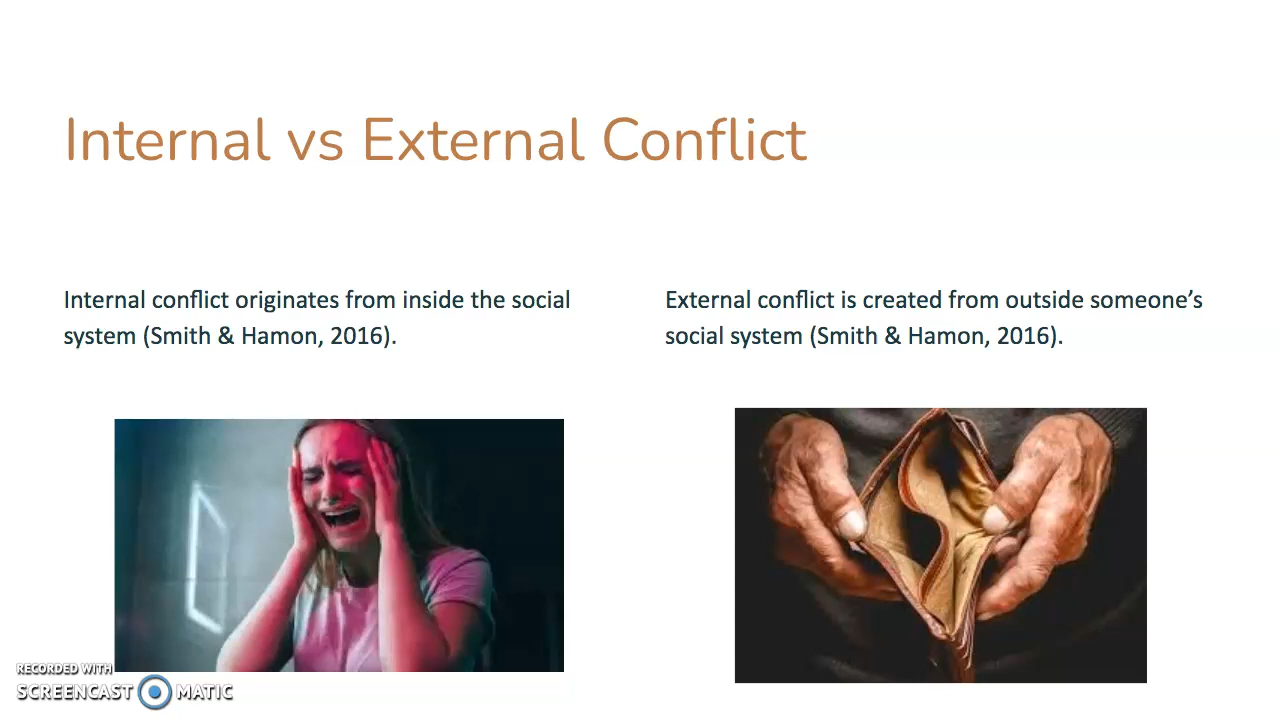 Internal vs External Conflict
Internal conflict originates from inside the social
system (Smith & Hamon, 2016).
External conflict is created from outside someone’s
social system (Smith & Hamon, 2016).
RECORDED WITH
SCREENCAST MATIC